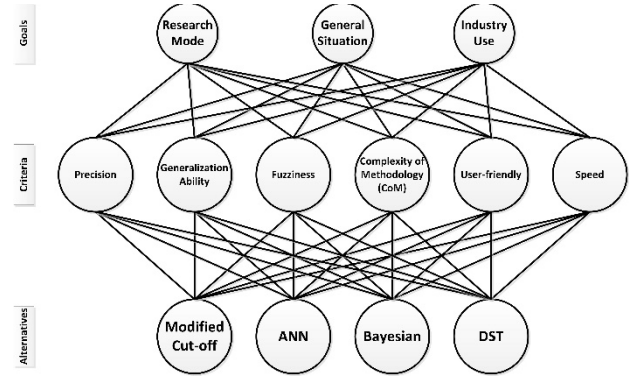 Goals
Research
Mode
General
Situation
Industry
Use
Criteria
Precision
Generalization
Ability
Fuzziness
Complexity of
Methodology
(CoM)
User-friendly
Speed
Alternatives
Modified
Cut-off
ANN
Bayesian
DST